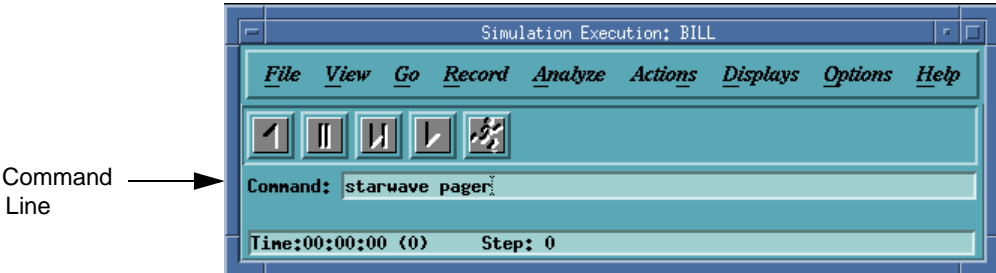 Simulation Execution: BILL
File View Go Record Analyze Actions Displays Options Help
Command Line
Command: starwave pager
Time:00:00:00 (0) Step: 0